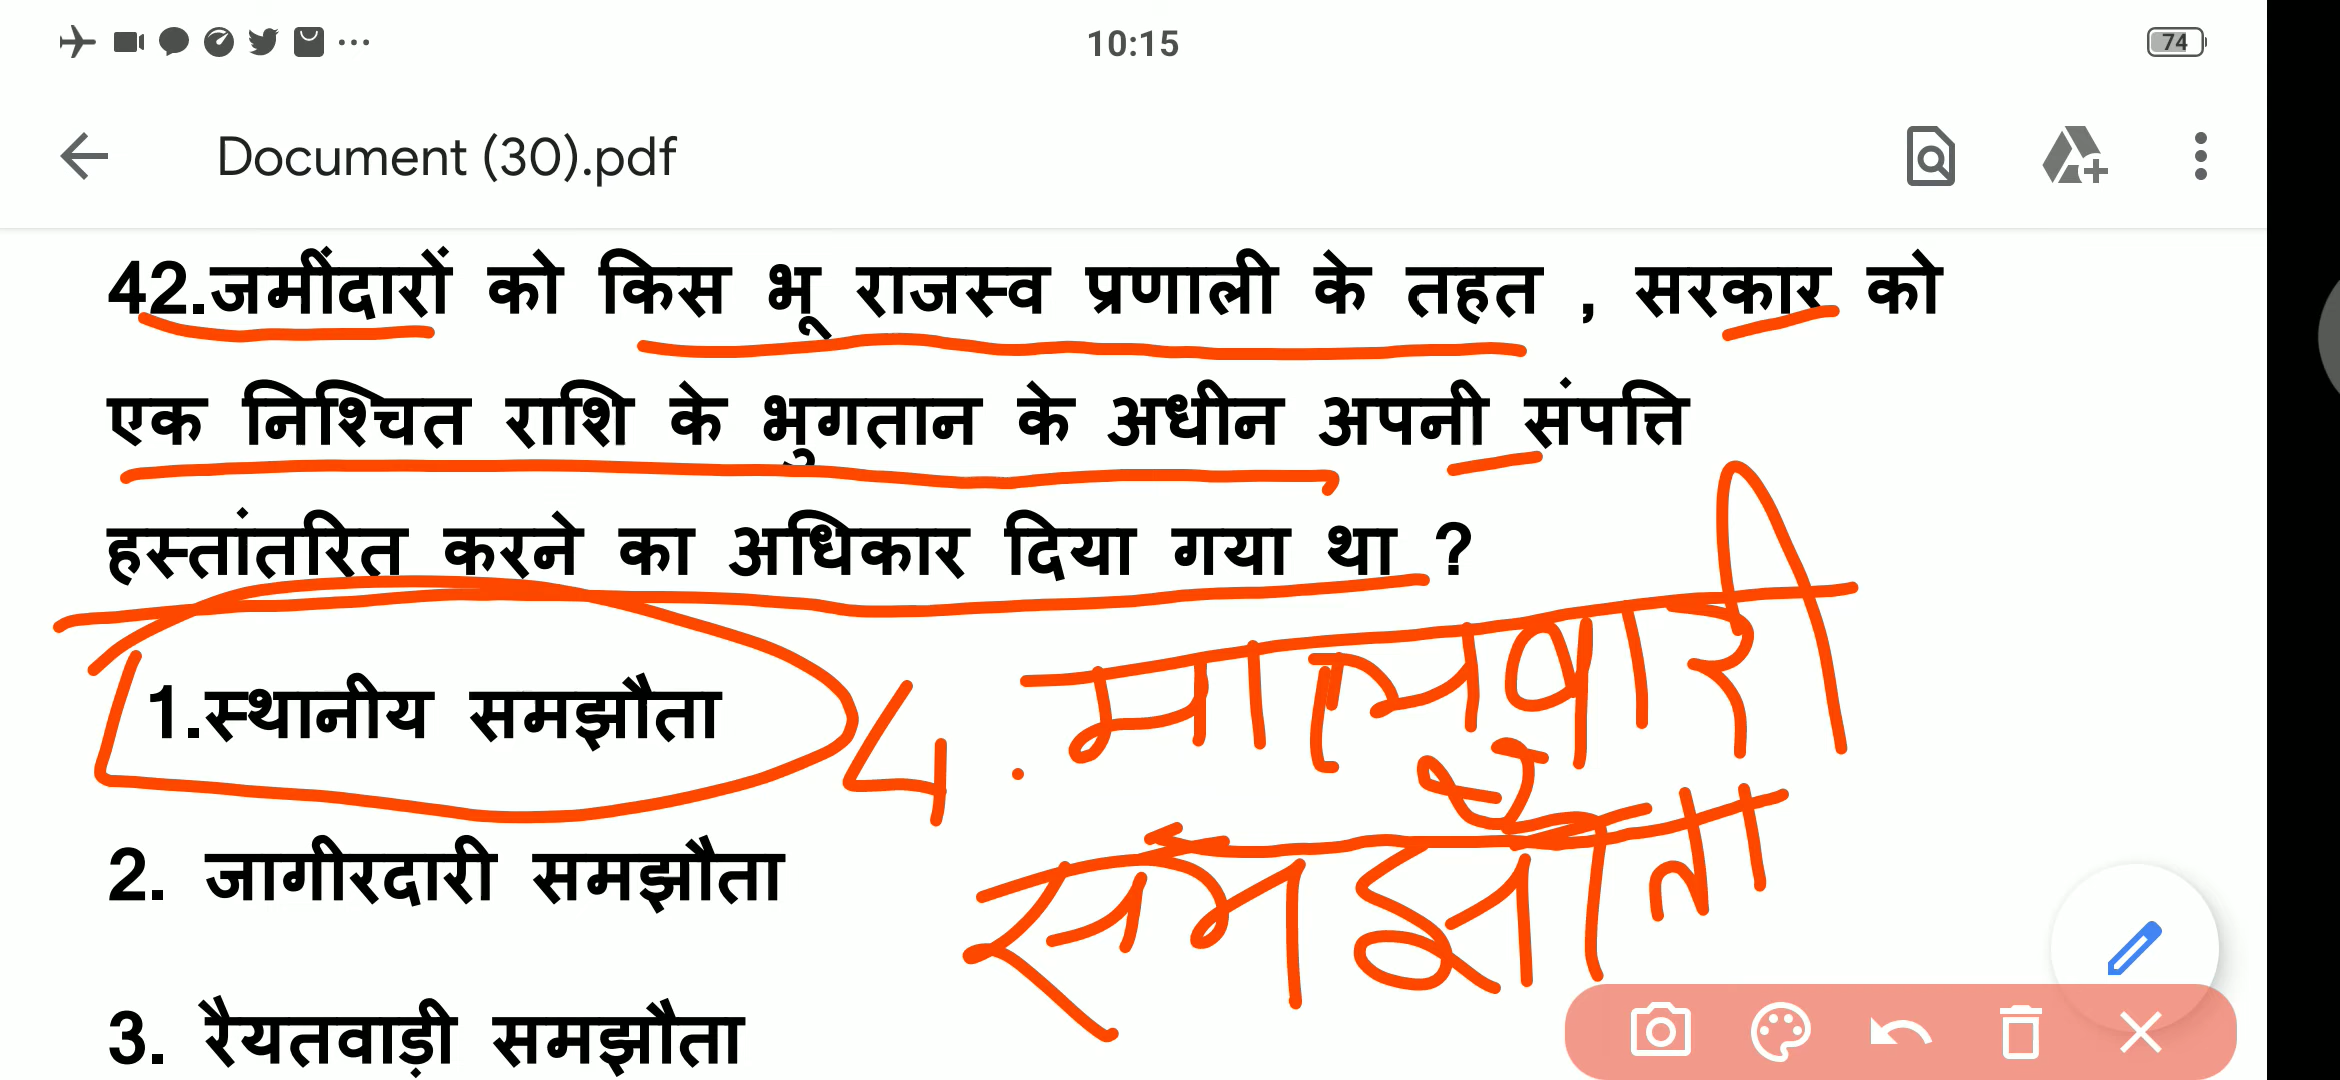 10:15
74
Document (30).pdf
42.जमींदारों को किस भू राजस्व प्रणाली के तहत , सरकार को
एक निश्चित राशि के भुगतान के अधीन अपनी संपत्ति
हस्तांतरित करने का अधिकार दिया गया था ?
1.स्थानीय समझौता
4. मालगुवारी
समझौता
2. जागीरदारी समझौता
3. रैयतवाड़ी समझौता